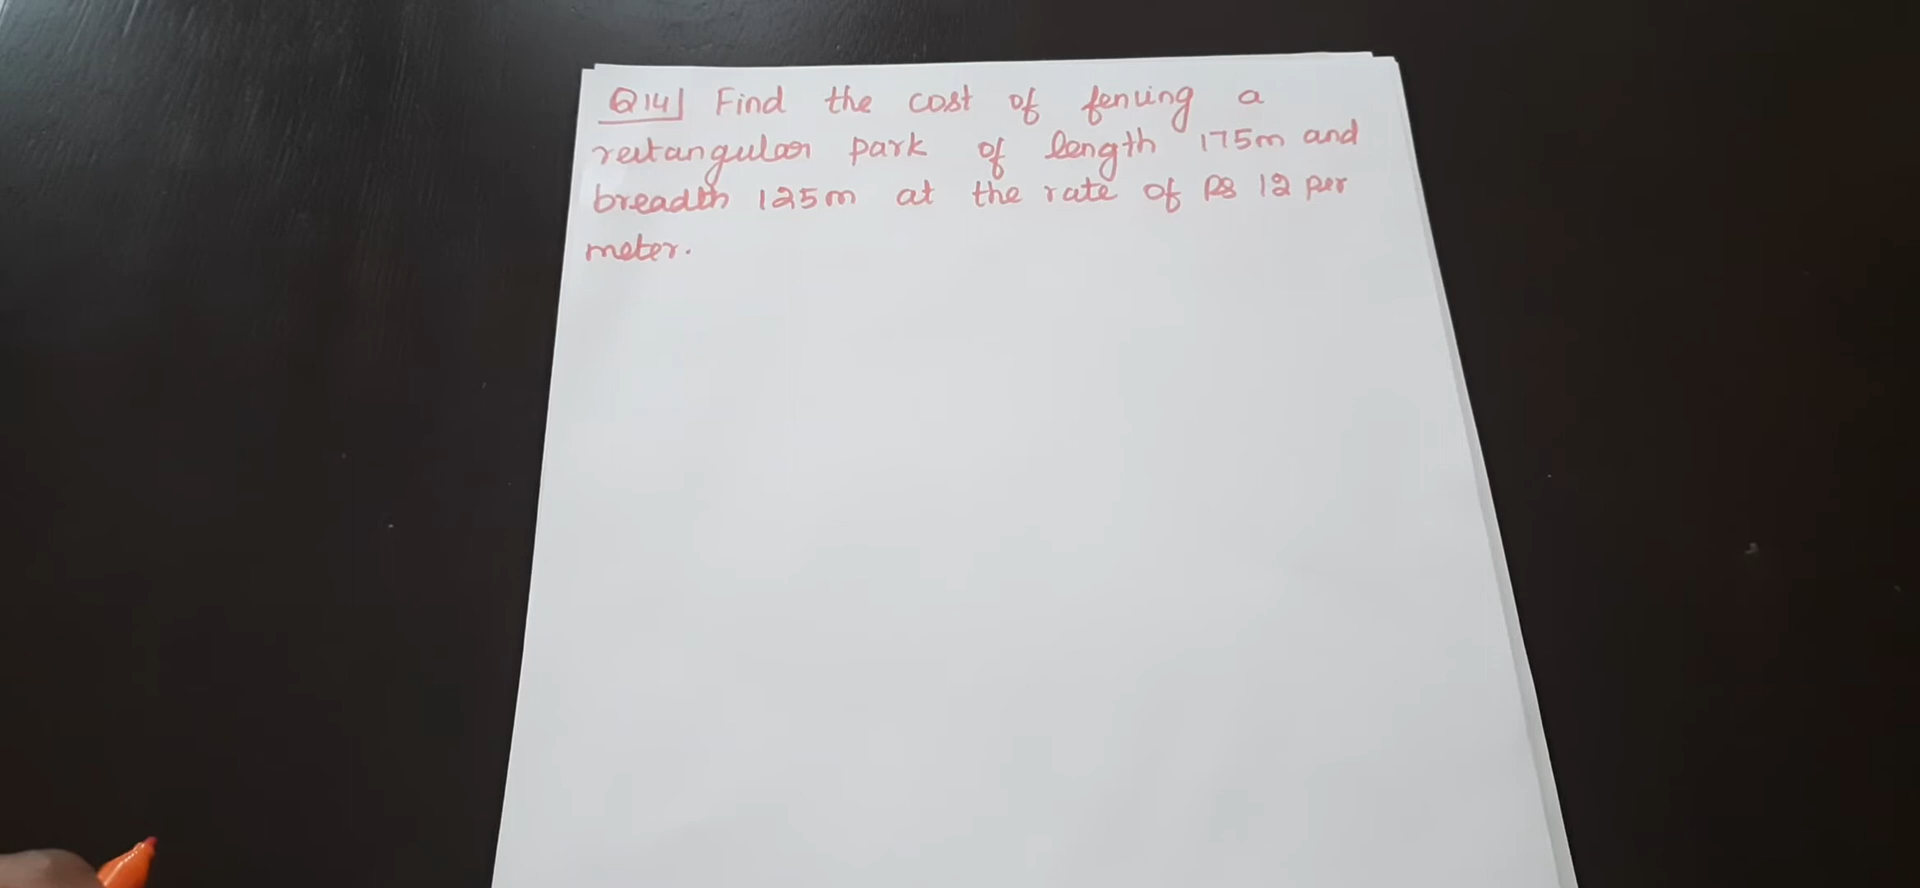 Q14 Find the cost of fencing a
rectangular park of length 175m and
breadth 125m at the rate of Rs 12 per
meter.